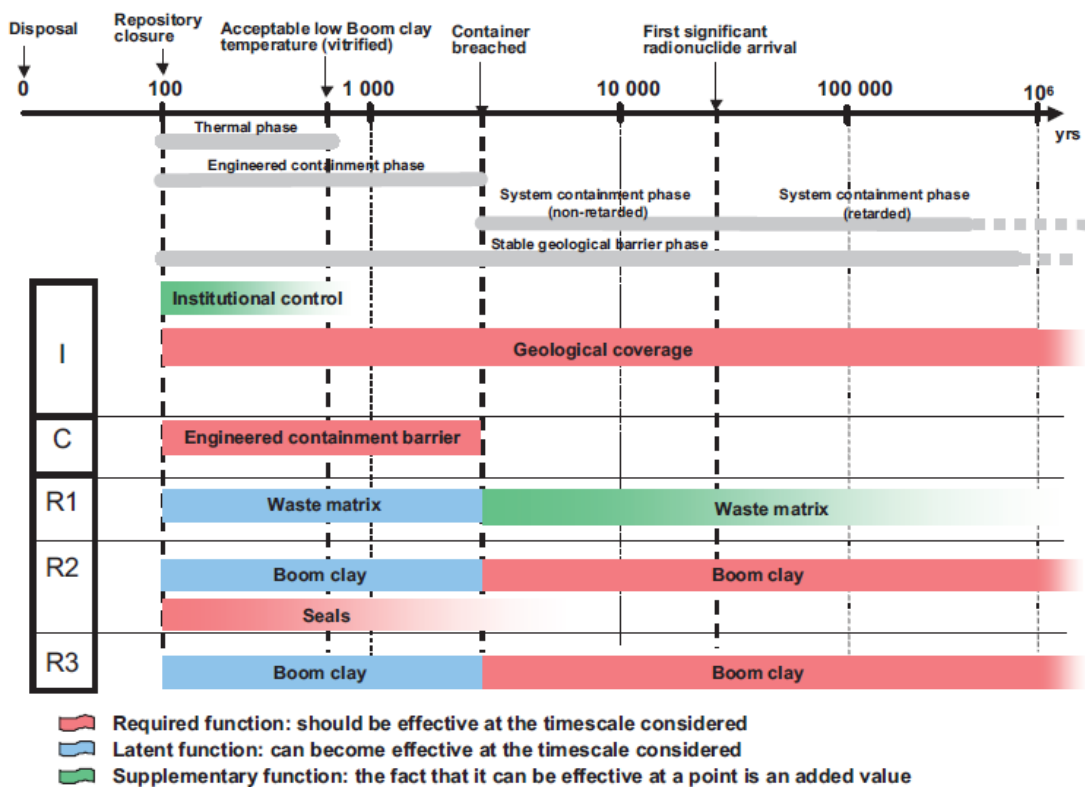 Disposal
Repository
closure
Acceptable low Boom clay
temperature (vitrified)
Container
breached
First significant
radionuclide arrival
0
100
1 000
10 000
100 000
10⁶
yrs
Thermal phase
Engineered containment phase
System containment phase
(non-retarded)
System containment phase
(retarded)
Stable geological barrier phase
I
Institutional control
Geological coverage
C
Engineered containment barrier
R1
Waste matrix
Waste matrix
R2
Boom clay
Boom clay
Seals
R3
Boom clay
Boom clay
Required function: should be effective at the timescale considered
Latent function: can become effective at the timescale considered
Supplementary function: the fact that it can be effective at a point is an added value